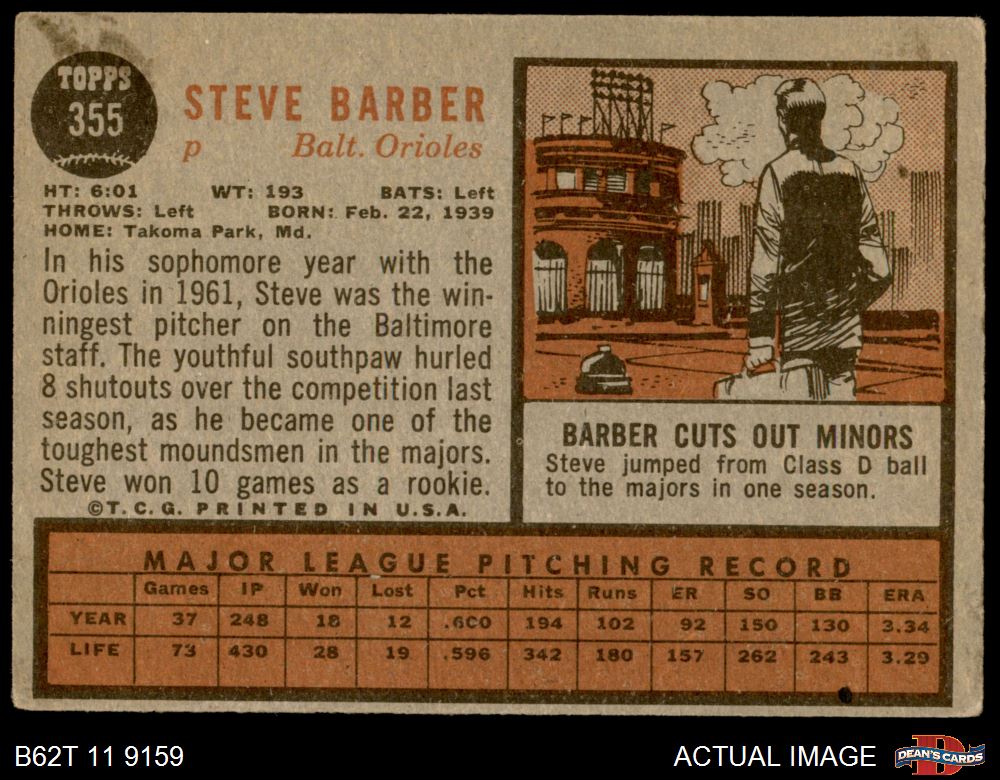 TOPPS
355
STEVE BARBER
p Balt. Orioles
HT: 6:01 WT: 193 BATS: Left
THROWS: Left BORN: Feb. 22, 1939
HOME: Takoma Park, Md.
In his sophomore year with the
Orioles in 1961, Steve was the win-
ningest pitcher on the Baltimore
staff. The youthful southpaw hurled
8 shutouts over the competition last
season, as he became one of the
toughest moundsmen in the majors.
Steve won 10 games as a rookie.
©T. C. G. PRINTED IN U.S.A.
BARBER CUTS OUT MINORS
Steve jumped from Class D ball
to the majors in one season.
MAJOR LEAGUE PITCHING RECORD
Games IP Won Lost Pct Hits Runs ER SO BB ERA
YEAR 37 248 18 12 .600 194 102 92 150 130 3.34
LIFE 73 430 28 19 .596 342 180 157 262 243 3.29
B62T 11 9159
ACTUAL IMAGE
DEAN'S CARDS